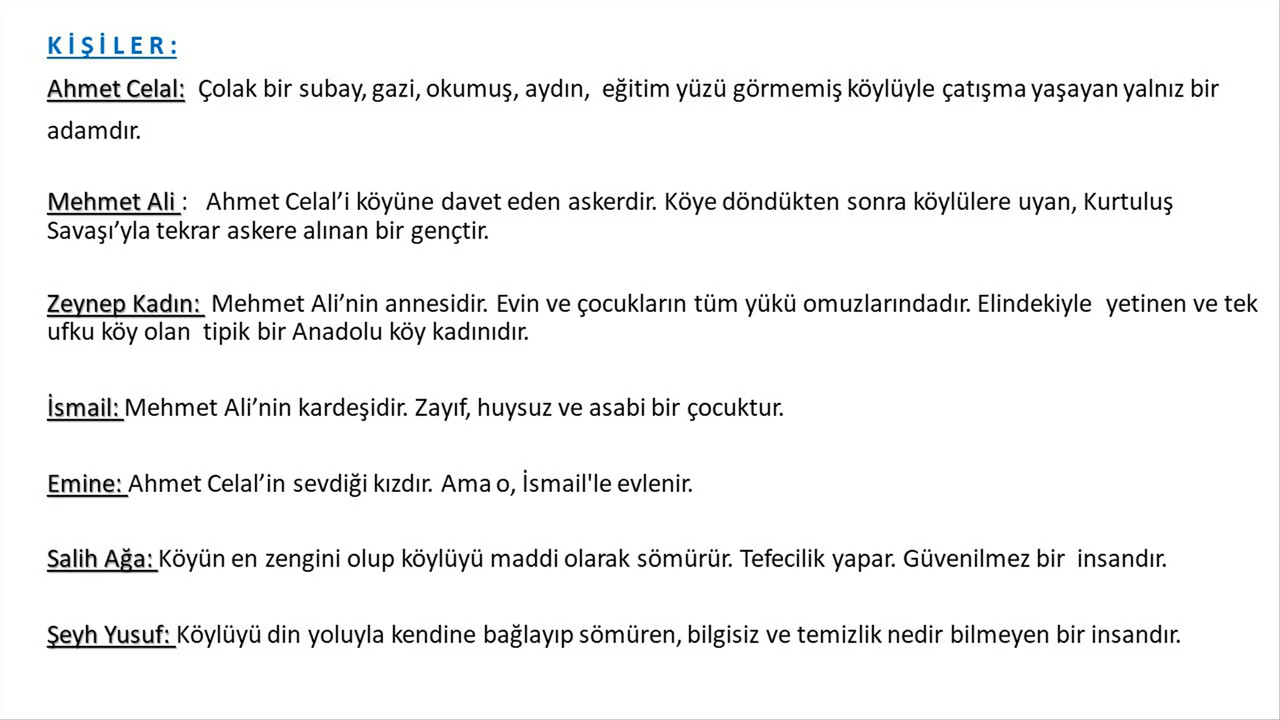 KİŞİLER:
Ahmet Celal: Çolak bir subay, gazi, okumuş, aydın, eğitim yüzü görmemiş köylüyle çatışma yaşayan yalnız bir
adamdır.
Mehmet Ali : Ahmet Celal’i köyüne davet eden askerdir. Köye döndükten sonra köylülere uyan, Kurtuluş
Savaşı’yla tekrar askere alınan bir gençtir.
Zeynep Kadın: Mehmet Ali’nin annesidir. Evin ve çocukların tüm yükü omuzlarındadır. Elindekiyle yetinen ve tek
ufku köy olan tipik bir Anadolu köy kadınıdır.
İsmail: Mehmet Ali’nin kardeşidir. Zayıf, huysuz ve asabi bir çocuktur.
Emine: Ahmet Celal’in sevdiği kızdır. Ama o, İsmail'le evlenir.
Salih Ağa: Köyün en zengini olup köylüyü maddi olarak sömürür. Tefecilik yapar. Güvenilmez bir insandır.
Şeyh Yusuf: Köylüyü din yoluyla kendine bağlayıp sömüren, bilgisiz ve temizlik nedir bilmeyen bir insandır.